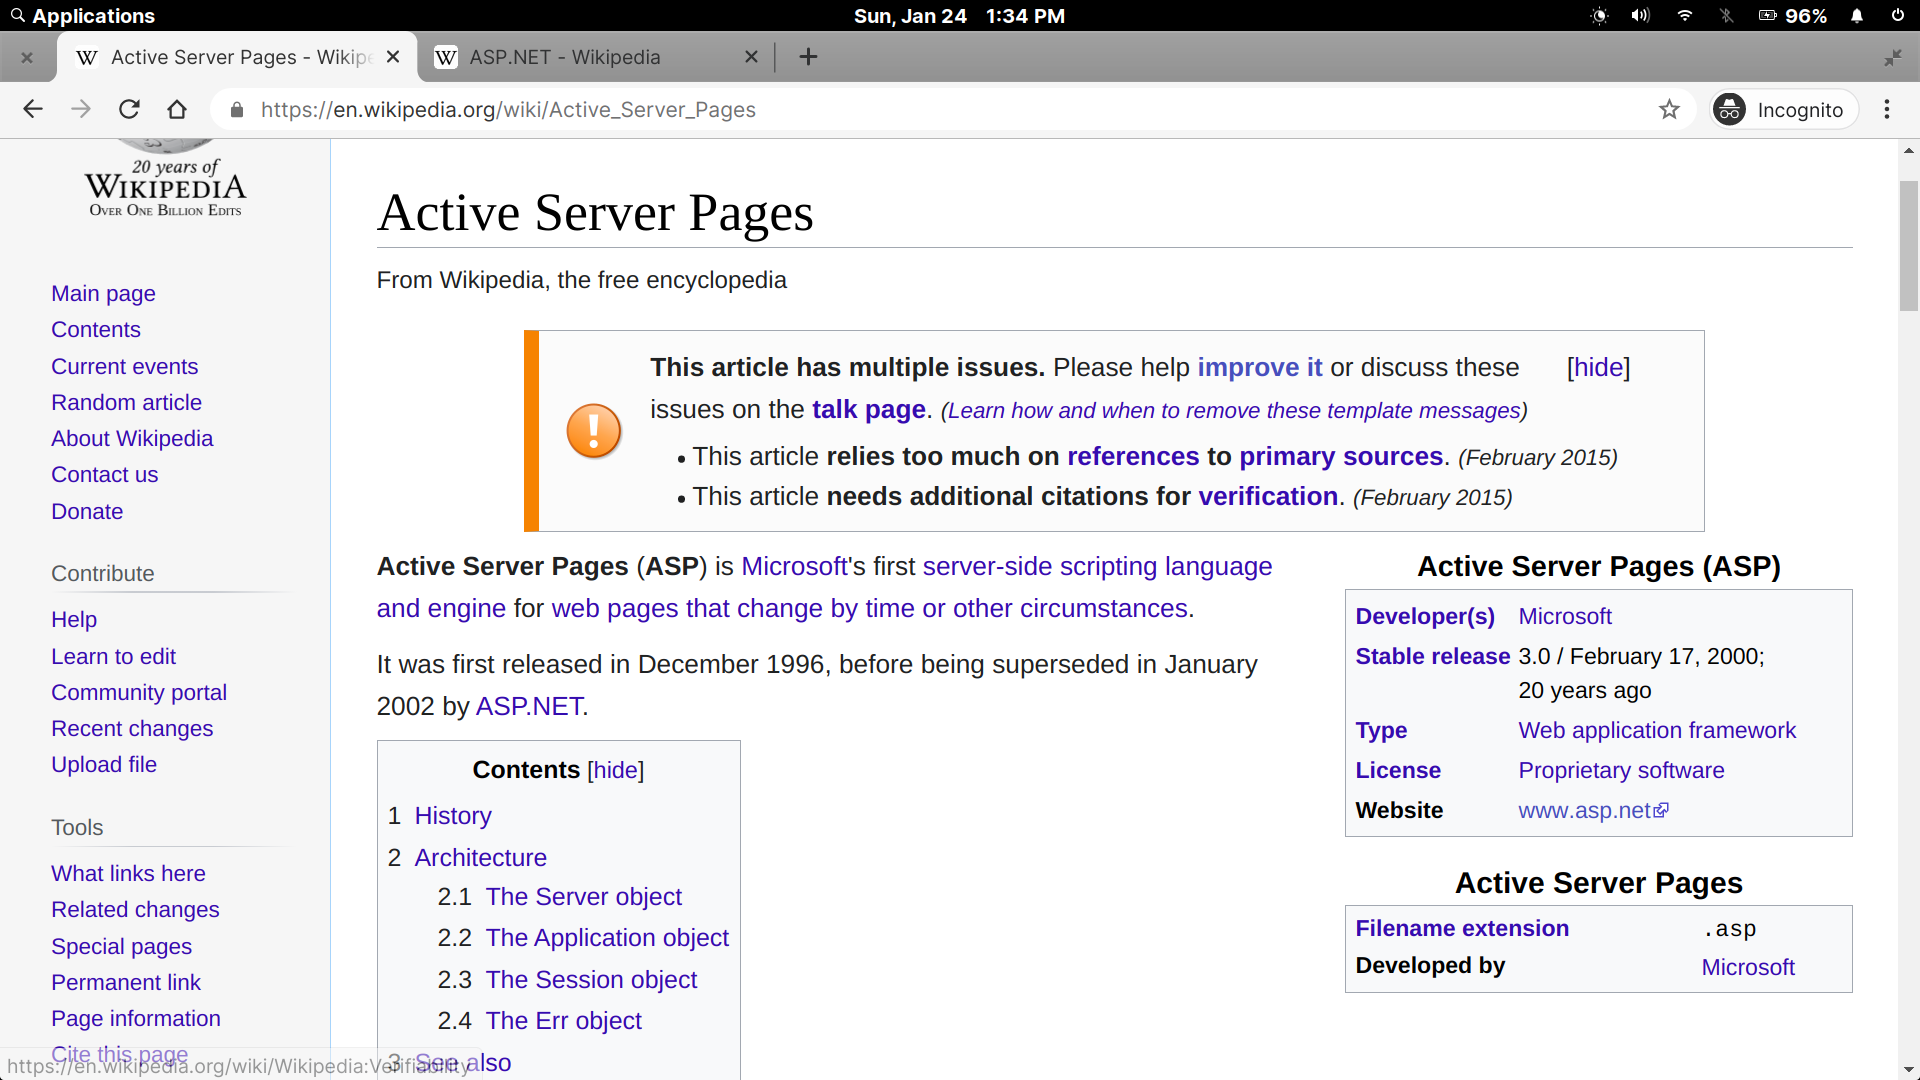 Applications
Sun, Jan 24 1:34 PM
96%
Active Server Pages - Wikipe
ASP.NET - Wikipedia
https://en.wikipedia.org/wiki/Active_Server_Pages
Incognito
20 years of
WIKIPEDIA
OVER ONE BILLION EDITS
Main page
Contents
Current events
Random article
About Wikipedia
Contact us
Donate
Contribute
Help
Learn to edit
Community portal
Recent changes
Upload file
Tools
What links here
Related changes
Special pages
Permanent link
Page information
Cite this page
https://en.wikipedia.org/wiki/Wikipedia:Verifiability
Active Server Pages
From Wikipedia, the free encyclopedia
This article has multiple issues. Please help improve it or discuss these [hide]
issues on the talk page. (Learn how and when to remove these template messages)
• This article relies too much on references to primary sources. (February 2015)
• This article needs additional citations for verification. (February 2015)
Active Server Pages (ASP) is Microsoft's first server-side scripting language
and engine for web pages that change by time or other circumstances.
It was first released in December 1996, before being superseded in January
2002 by ASP.NET.
Contents [hide]
1 History
2 Architecture
2.1 The Server object
2.2 The Application object
2.3 The Session object
2.4 The Err object
3 See also
Active Server Pages (ASP)
Developer(s) Microsoft
Stable release 3.0 / February 17, 2000;
20 years ago
Type Web application framework
License Proprietary software
Website www.asp.net
Active Server Pages
Filename extension .asp
Developed by Microsoft